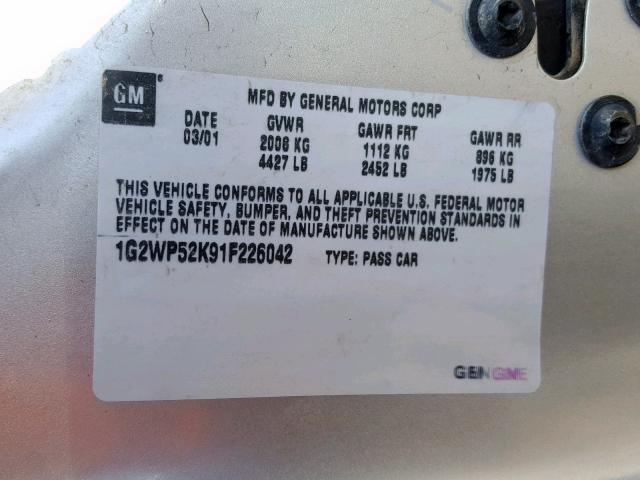 GM
MFD BY GENERAL MOTORS CORP
DATE GVWR GAWR FRT GAWR RR
03/01 2008 KG 1112 KG 896 KG
4427 LB 2452 LB 1975 LB
THIS VEHICLE CONFORMS TO ALL APPLICABLE U.S. FEDERAL MOTOR
VEHICLE SAFETY, BUMPER, AND THEFT PREVENTION STANDARDS IN
EFFECT ON THE DATE OF MANUFACTURE SHOWN ABOVE.
1G2WP52K91F226042 TYPE: PASS CAR